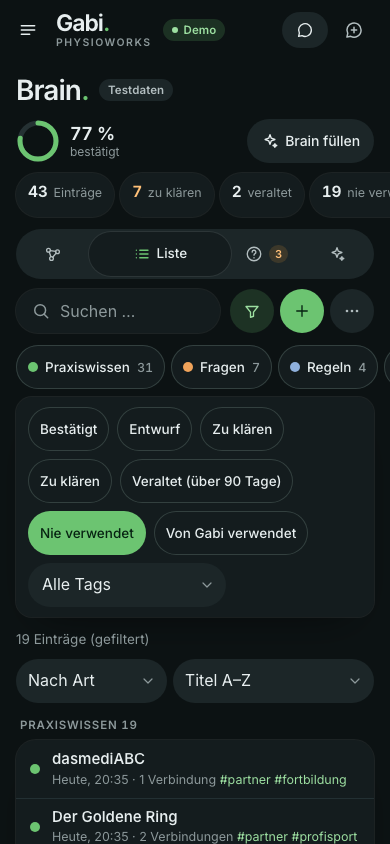 Gabi.
PHYSIOWORKS
Demo
Brain.
Testdaten
77 %
bestätigt
Brain füllen
43 Einträge
7 zu klären
2 veraltet
19 nie
Liste
3
Suchen ...
Praxiswissen 31
Fragen 7
Regeln 4
Bestätigt
Entwurf
Zu klären
Zu klären
Veraltet (über 90 Tage)
Nie verwendet
Von Gabi verwendet
Alle Tags
19 Einträge (gefiltert)
Nach Art
Titel A–Z
PRAXISWISSEN 19
dasmediABC
Heute, 20:35 · 1 Verbindung #partner #fortbildung
Der Goldene Ring
Heute, 20:35 · 2 Verbindungen #partner #profisport